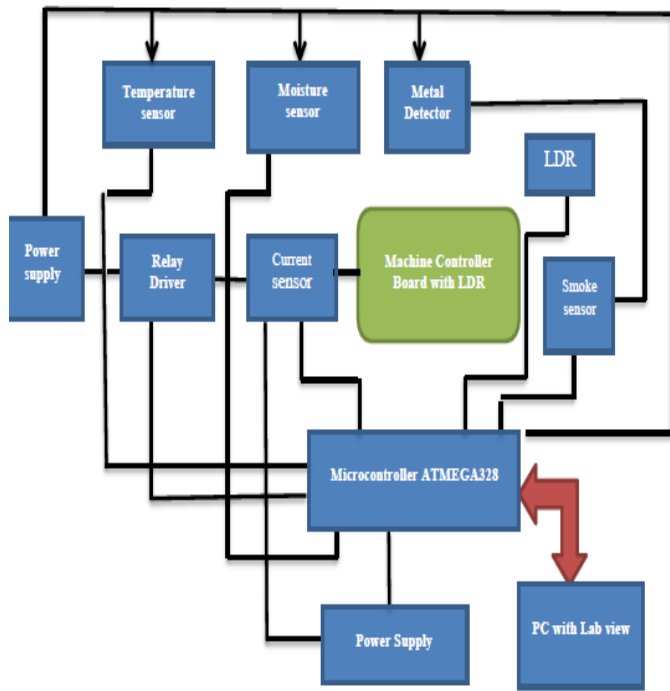 Temperature
sensor
Moisture
sensor
Metal
Detector
LDR
Power
supply
Relay
Driver
Current
sensor
Machine Controller
Board with LDR
Smoke
sensor
Microcontroller ATMEGA328
Power Supply
PC with Lab view